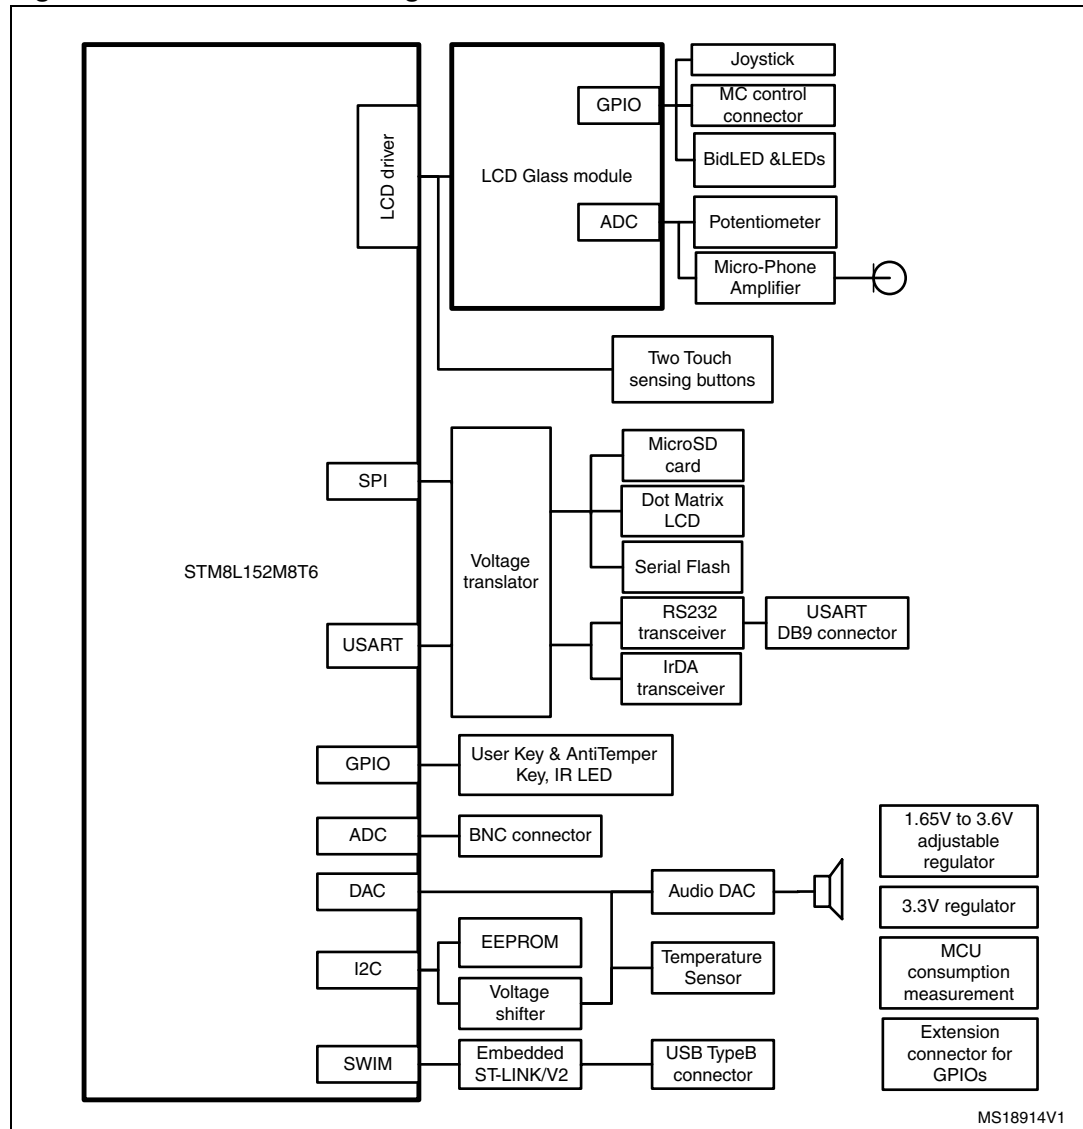 Joystick
GPIO
MC control
connector
LCD driver
BidLED &LEDs
LCD Glass module
ADC
Potentiometer
Micro-Phone
Amplifier
Two Touch
sensing buttons
MicroSD
card
SPI
Dot Matrix
LCD
Voltage
translator
Serial Flash
STM8L152M8T6
RS232
transceiver
USART
DB9 connector
USART
IrDA
transceiver
GPIO
User Key & AntiTemper
Key, IR LED
ADC
BNC connector
1.65V to 3.6V
adjustable
regulator
DAC
Audio DAC
3.3V regulator
EEPROM
I2C
Temperature
Sensor
MCU
consumption
measurement
Voltage
shifter
SWIM
Embedded
ST-LINK/V2
USB TypeB
connector
Extension
connector for
GPIOs
MS18914V1